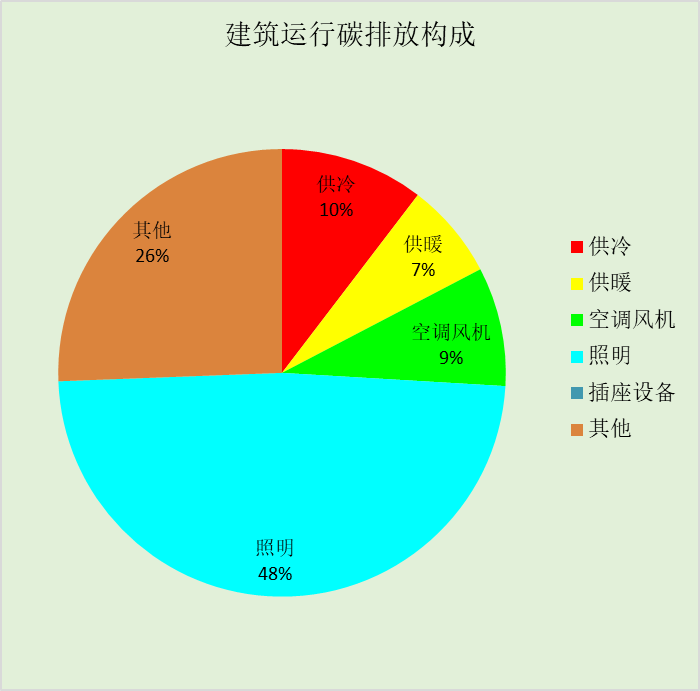 建筑运行碳排放构成
供冷
10%
供暖
7%
空调风机
9%
照明
48%
其他
26%
供冷
供暖
空调风机
照明
插座设备
其他